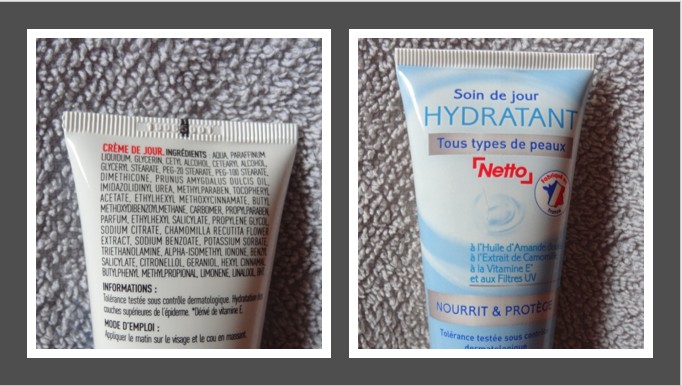 CRÈME DE JOUR. INGRÉDIENTS : AQUA, PARAFFINUM
LIQUIDUM, GLYCERIN, CETYL ALCOHOL, CETEARYL ALCOHOL,
GLYCERYL STEARATE, PEG-20 STEARATE, PEG-100 STEARATE,
DIMETHICONE, PRUNUS AMYGDALUS DULCIS OIL,
IMIDAZOLIDINYL UREA, METHYLPARABEN, TOCOPHERYL
ACETATE, ETHYLHEXYL METHOXYCINNAMATE, BUTYL
METHOXYDIBENZOYLMETHANE, CARBOMER, PROPYLPARABEN,
PARFUM, ETHYLHEXYL SALICYLATE, PROPYLENE GLYCOL,
SODIUM CITRATE, CHAMOMILLA RECUTITA FLOWER
EXTRACT, SODIUM BENZOATE, POTASSIUM SORBATE,
TRIETHANOLAMINE, ALPHA-ISOMETHYL IONONE, BENZYL
SALICYLATE, CITRONELLOL, GERANIOL, HEXYL CINNAMAL
BUTYLPHENYL METHYLPROPIONAL, LIMONENE, LINALOOL, BHT.
INFORMATIONS :
Tolérance testée sous contrôle dermatologique. Hydratation des
couches supérieures de l'épiderme. *Dérivé de vitamine E.
MODE D'EMPLOI :
Appliquer le matin sur le visage et le cou en massant
Soin de jour
HYDRATANT
Tous types de peaux
Netto
à l'Huile d'Amande
à l'Extrait de
à la Vitamine E*
et aux Filtres UV
NOURRIT & PROTÈGE
Tolérance testée sous
dermatologique